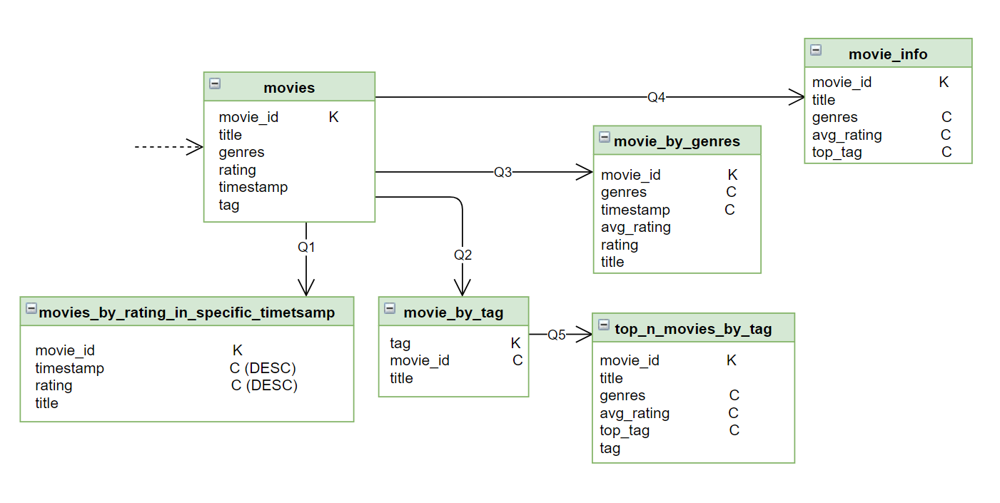 movies
movie_id K
title
genres
rating
timestamp
tag
Q4
movie_info
movie_id K
title
genres C
avg_rating C
top_tag C
Q3
movie_by_genres
movie_id K
genres C
timestamp C
avg_rating
rating
title
Q1
movies_by_rating_in_specific_timetsamp
movie_id K
timestamp C (DESC)
rating C (DESC)
title
Q2
movie_by_tag
tag K
movie_id C
title
Q5
top_n_movies_by_tag
movie_id K
title
genres C
avg_rating C
top_tag C
tag